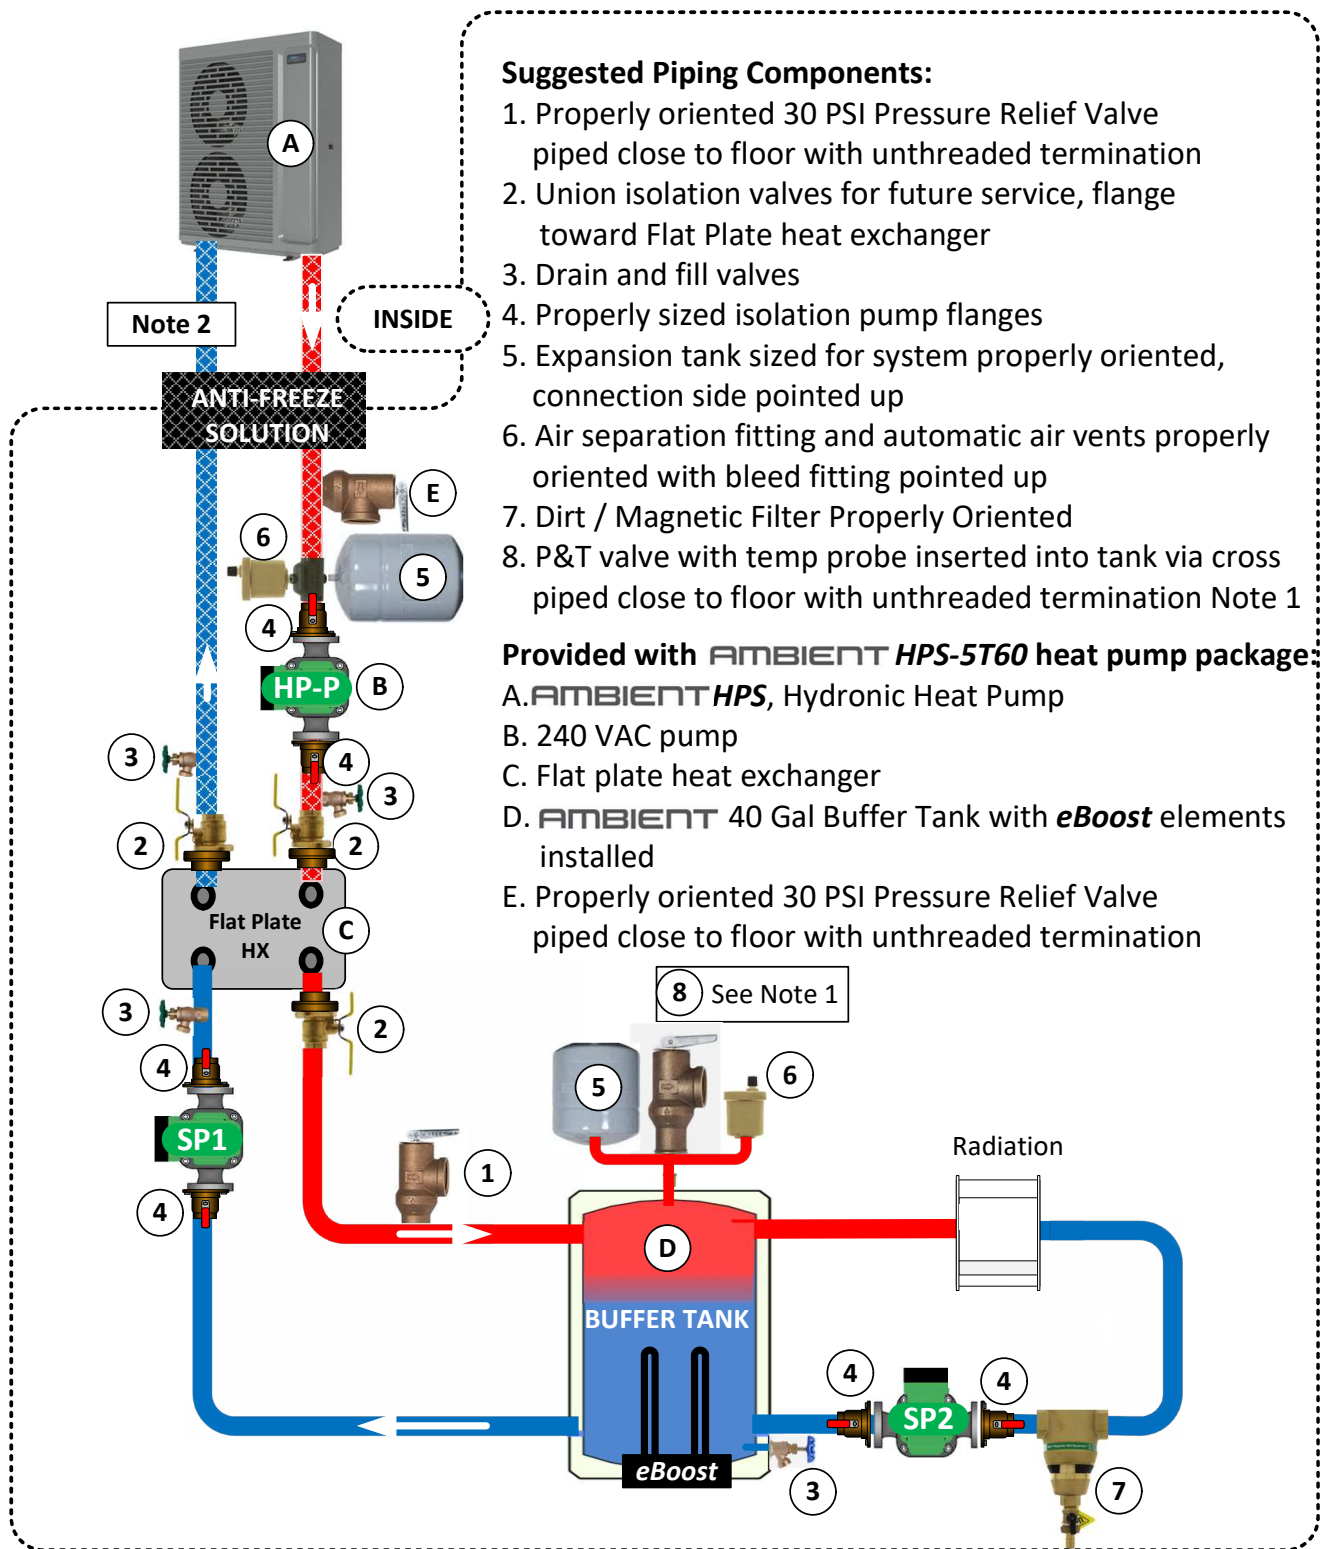 Suggested Piping Components:
1. Properly oriented 30 PSI Pressure Relief Valve
piped close to floor with unthreaded termination
2. Union isolation valves for future service, flange
toward Flat Plate heat exchanger
3. Drain and fill valves
4. Properly sized isolation pump flanges
5. Expansion tank sized for system properly oriented,
connection side pointed up
6. Air separation fitting and automatic air vents properly
oriented with bleed fitting pointed up
7. Dirt / Magnetic Filter Properly Oriented
8. P&T valve with temp probe inserted into tank via cross
piped close to floor with unthreaded termination Note 1
Provided with AMBIENT HPS-5T60 heat pump package:
A. AMBIENT HPS, Hydronic Heat Pump
B. 240 VAC pump
C. Flat plate heat exchanger
D. AMBIENT 40 Gal Buffer Tank with eBoost elements
installed
E. Properly oriented 30 PSI Pressure Relief Valve
piped close to floor with unthreaded termination
A
Note 2
INSIDE
ANTI-FREEZE
SOLUTION
E
6
5
4
HP-P
B
3
4
3
2
2
Flat Plate
HX
C
3
2
4
SP1
4
1
8 See Note 1
5
6
Radiation
D
BUFFER TANK
eBoost
4
4
SP2
3
7